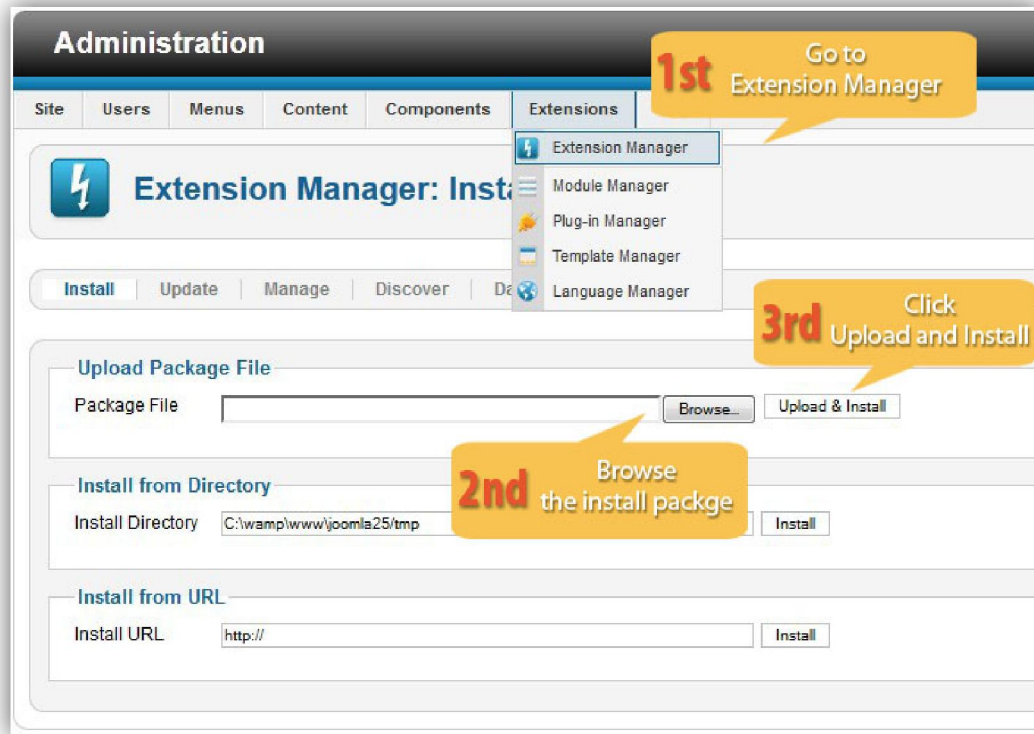 Administration
1st Go to
Extension Manager
Site Users Menus Content Components Extensions
Extension Manager
Extension Manager: Insta
Module Manager
Plug-in Manager
Template Manager
Install Update Manage Discover Da
Language Manager
3rd Click
Upload and Install
Upload Package File
Package File Browse... Upload & Install
2nd Browse
the install packge
Install from Directory
Install Directory C:\wamp\www\joomla25/tmp Install
Install from URL
Install URL http:// Install